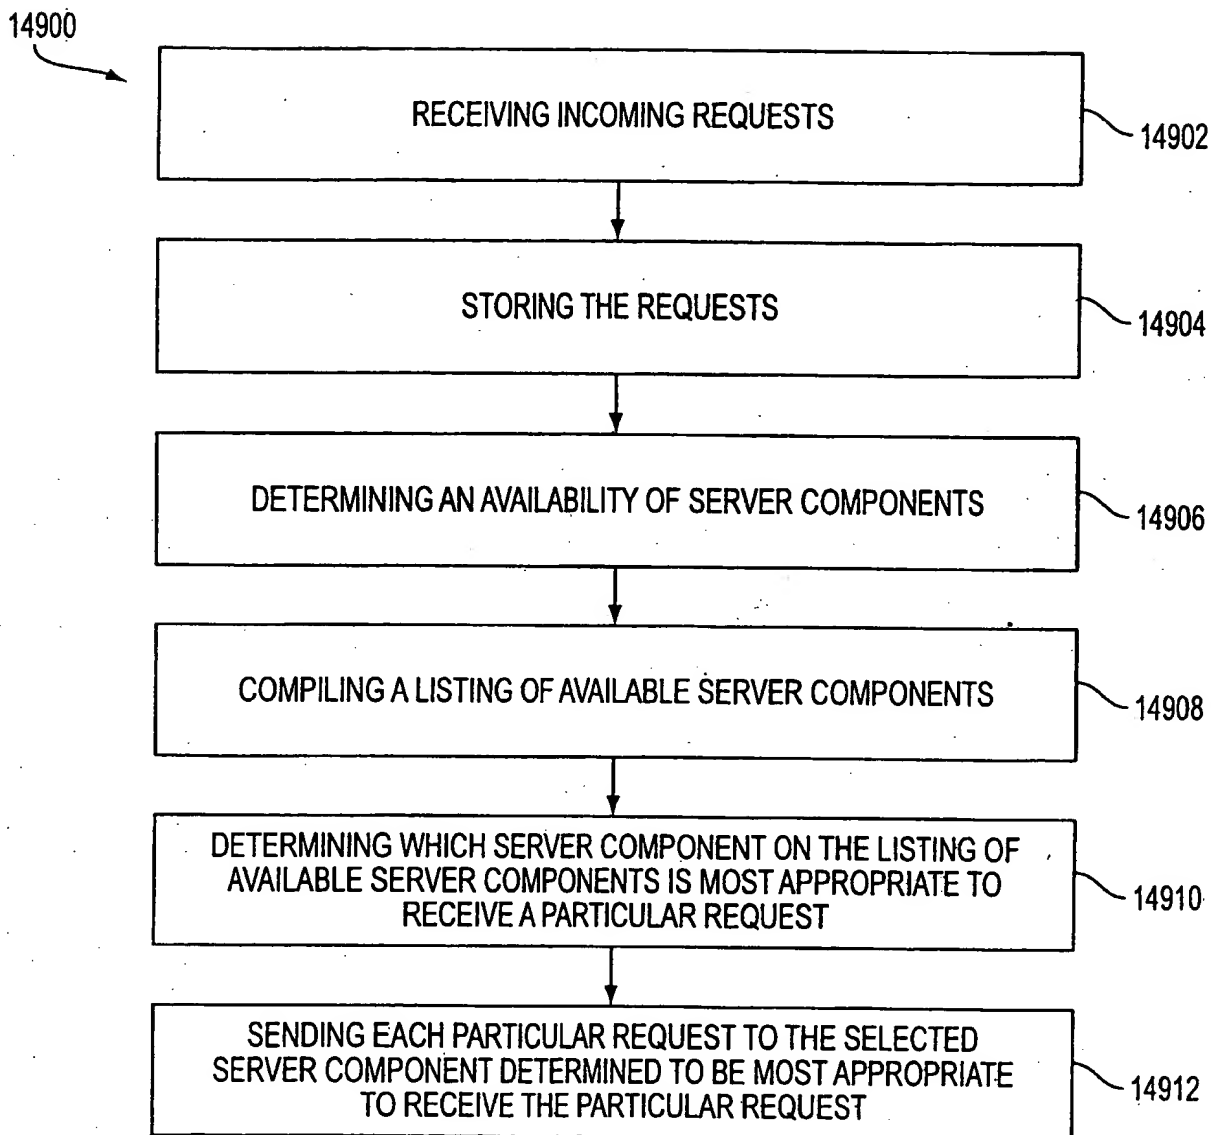 14900
RECEIVING INCOMING REQUESTS
14902
STORING THE REQUESTS
14904
DETERMINING AN AVAILABILITY OF SERVER COMPONENTS
14906
COMPILING A LISTING OF AVAILABLE SERVER COMPONENTS
14908
DETERMINING WHICH SERVER COMPONENT ON THE LISTING OF
AVAILABLE SERVER COMPONENTS IS MOST APPROPRIATE TO
RECEIVE A PARTICULAR REQUEST
14910
SENDING EACH PARTICULAR REQUEST TO THE SELECTED
SERVER COMPONENT DETERMINED TO BE MOST APPROPRIATE
TO RECEIVE THE PARTICULAR REQUEST
14912